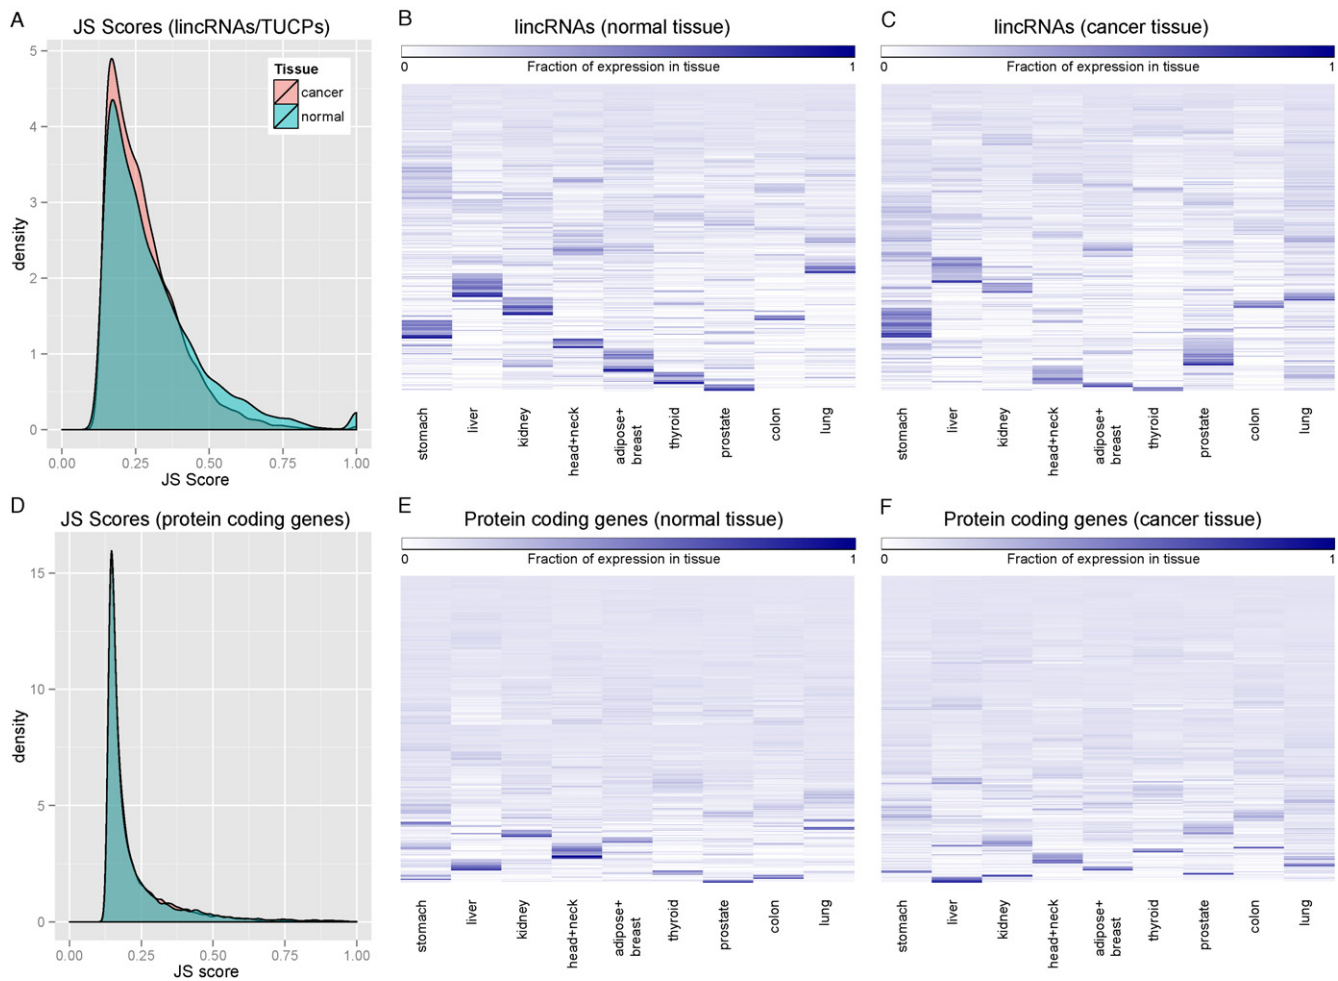 A
JS Scores (lincRNAs/TUCPs)
5
4
3
2
1
0
density
0.00
0.25
0.50
0.75
1.00
JS Score
Tissue
cancer
normal
B
lincRNAs (normal tissue)
0
Fraction of expression in tissue
1
stomach
liver
kidney
head+neck
adipose+
breast
thyroid
prostate
colon
lung
C
lincRNAs (cancer tissue)
0
Fraction of expression in tissue
1
stomach
liver
kidney
head+neck
adipose+
breast
thyroid
prostate
colon
lung
D
JS Scores (protein coding genes)
15
10
5
0
density
0.00
0.25
0.50
0.75
1.00
JS score
E
Protein coding genes (normal tissue)
0
Fraction of expression in tissue
1
stomach
liver
kidney
head+neck
adipose+
breast
thyroid
prostate
colon
lung
F
Protein coding genes (cancer tissue)
0
Fraction of expression in tissue
1
stomach
liver
kidney
head+neck
adipose+
breast
thyroid
prostate
colon
lung